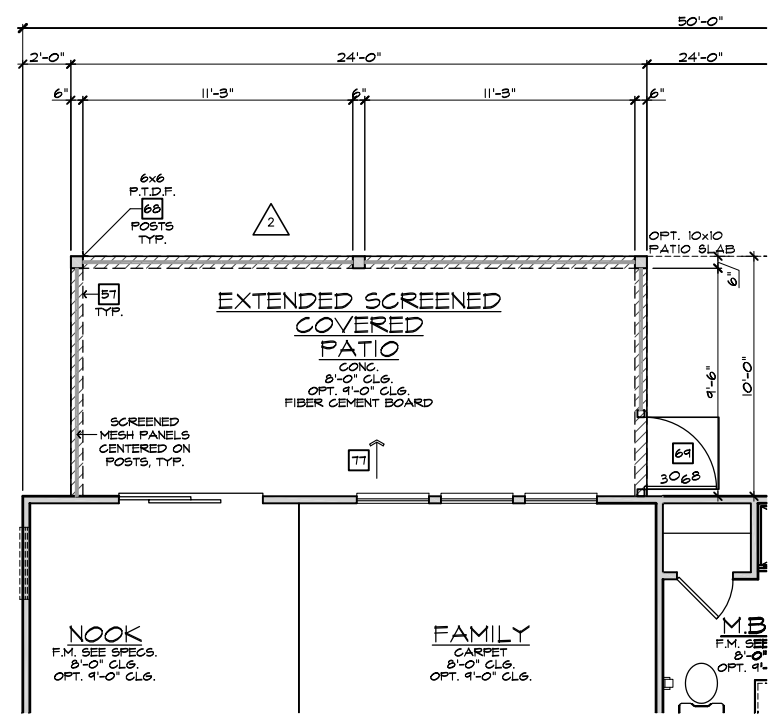 50'-0"
2'-0" 24'-0" 24'-0"
6" 11'-3" 6" 11'-3" 6"
6x6
P.T.D.F.
68
POSTS
TYP.
2
OPT. 10x10
PATIO SLAB
6"
57
TYP.
EXTENDED SCREENED
COVERED
PATIO
CONC.
8'-0" CLG.
OPT. 9'-0" CLG.
FIBER CEMENT BOARD
9'-6"
10'-0"
SCREENED
MESH PANELS
CENTERED ON
POSTS, TYP.
77
69
3068
NOOK
F.M. SEE SPECS.
8'-0" CLG.
OPT. 9'-0" CLG.
FAMILY
CARPET
8'-0" CLG.
OPT. 9'-0" CLG.
M.B
F.M. SEE
8'-0"
OPT. 9'-